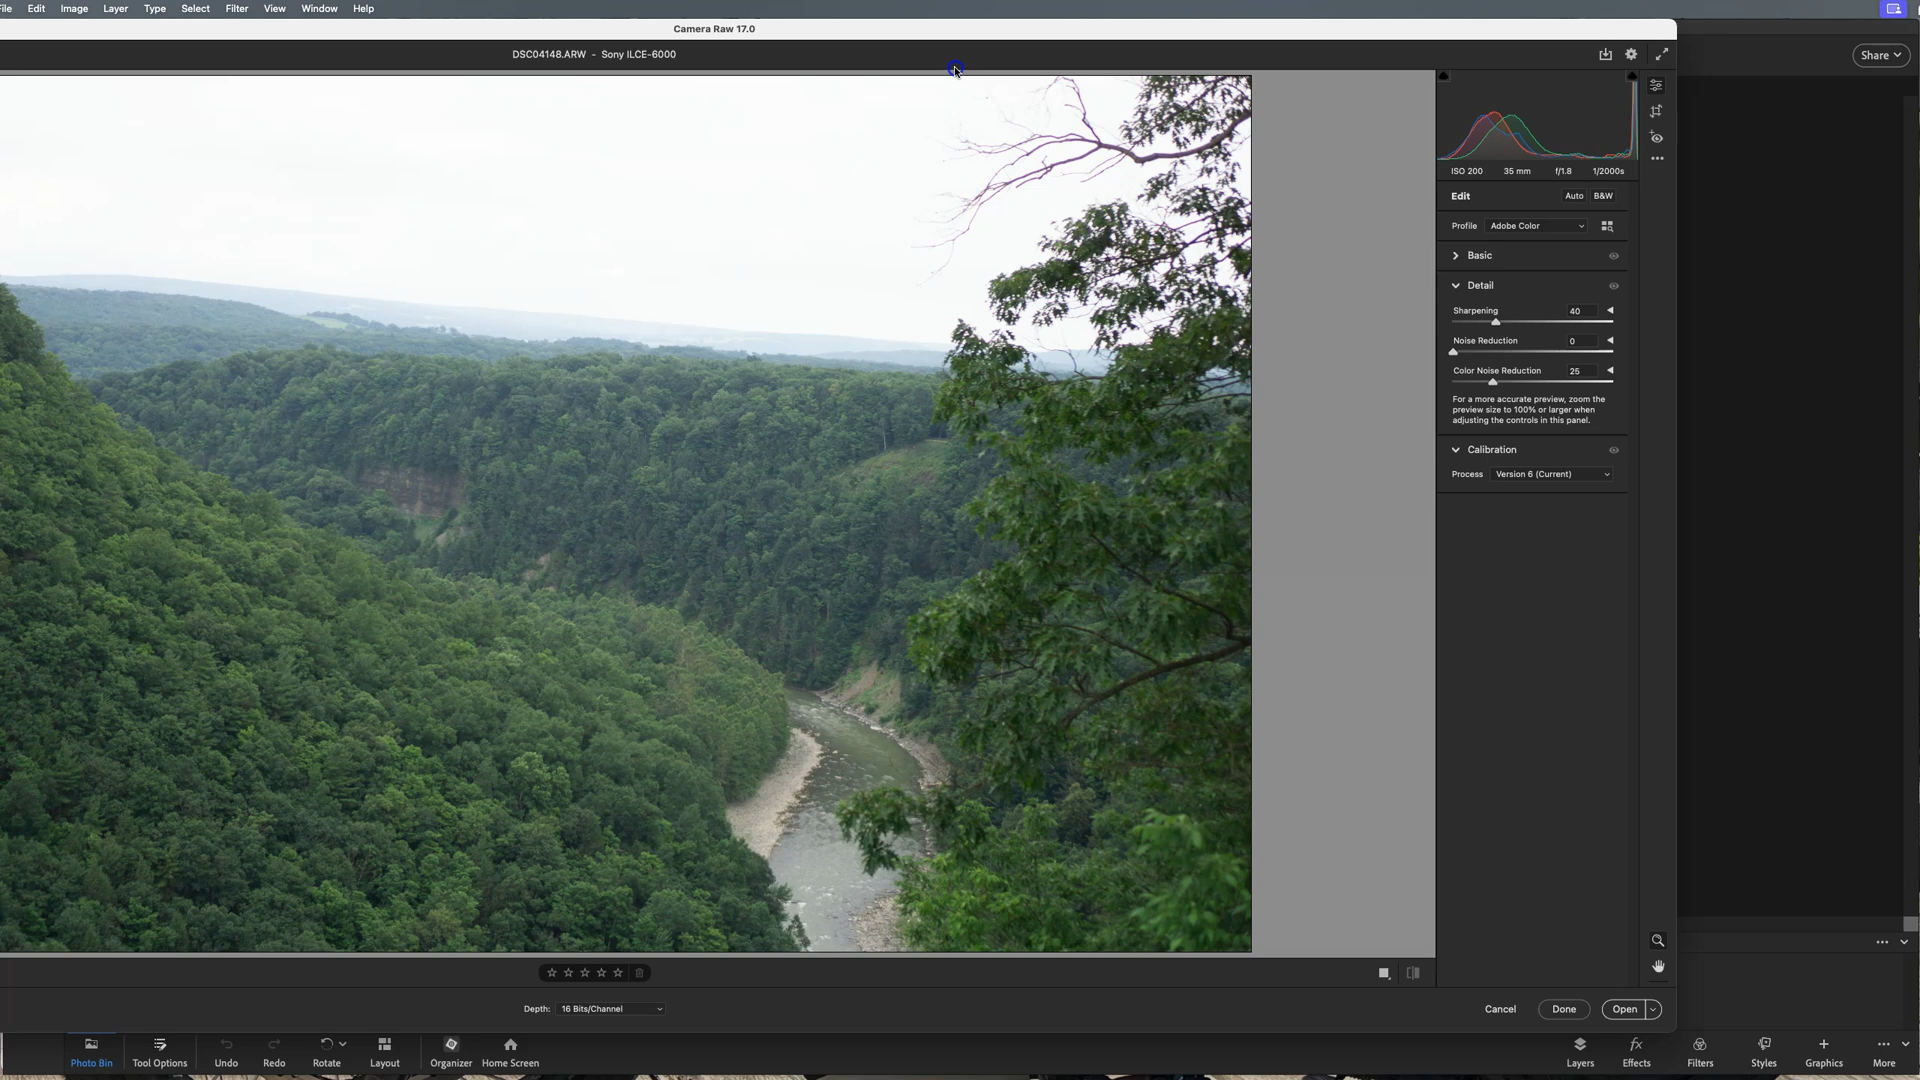 File Edit Image Layer Type Select Filter View Window Help
Camera Raw 17.0
DSC04148.ARW - Sony ILCE-6000
Share
ISO 200 35 mm f/1.8 1/2000s
Edit Auto B&W
Profile Adobe Color
Basic
Detail
Sharpening 40
Noise Reduction 0
Color Noise Reduction 25
For a more accurate preview, zoom the
preview size to 100% or larger when
adjusting the controls in this panel.
Calibration
Process Version 6 (Current)
Depth: 16 Bits/Channel
Cancel Done Open
Photo Bin Tool Options Undo Redo Rotate Layout Organizer Home Screen Layers fx Effects Filters Styles Graphics More